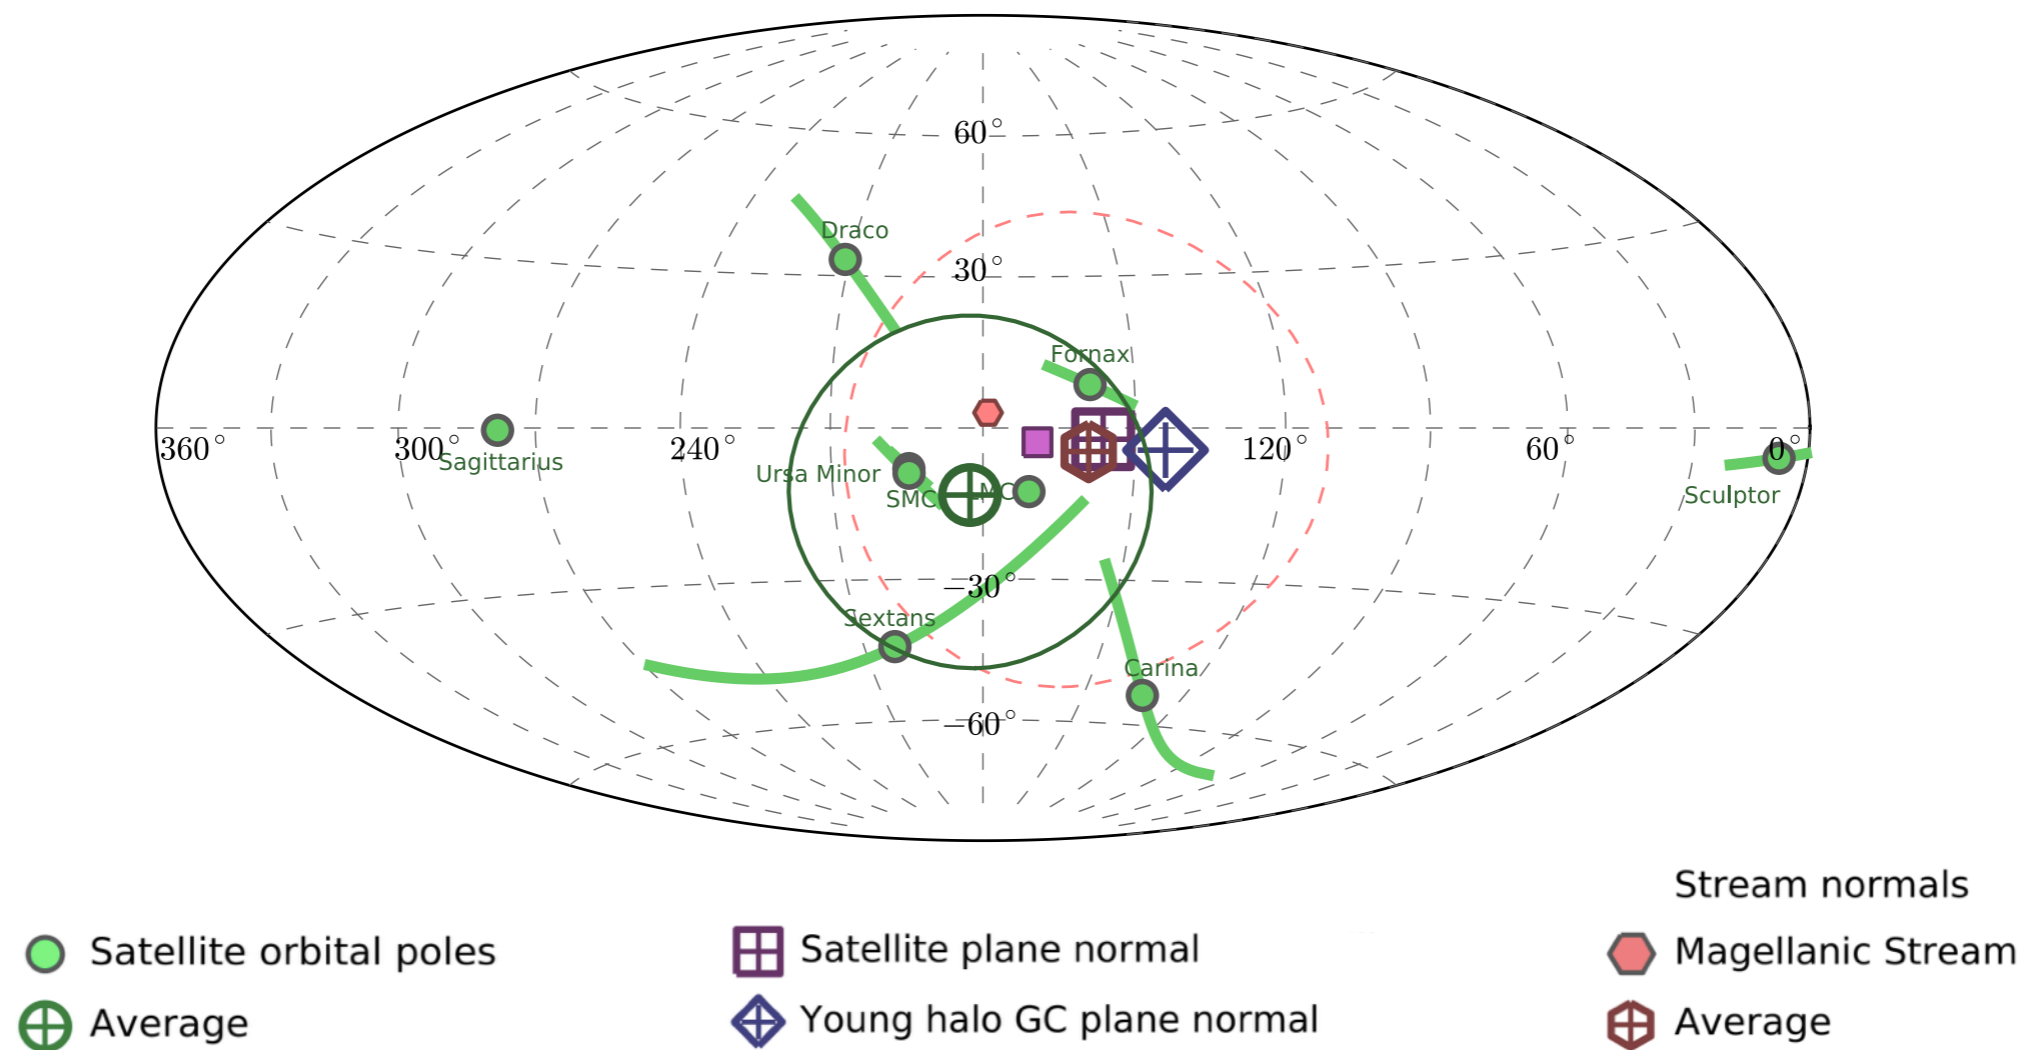 60°
Draco
30°
Fornax
360°
300°
240°
120°
60°
0°
Sagittarius
Ursa Minor
SMC
LMC
Sculptor
−30°
Sextans
Carina
−60°
Stream normals
Satellite orbital poles
Satellite plane normal
Magellanic Stream
Average
Young halo GC plane normal
Average